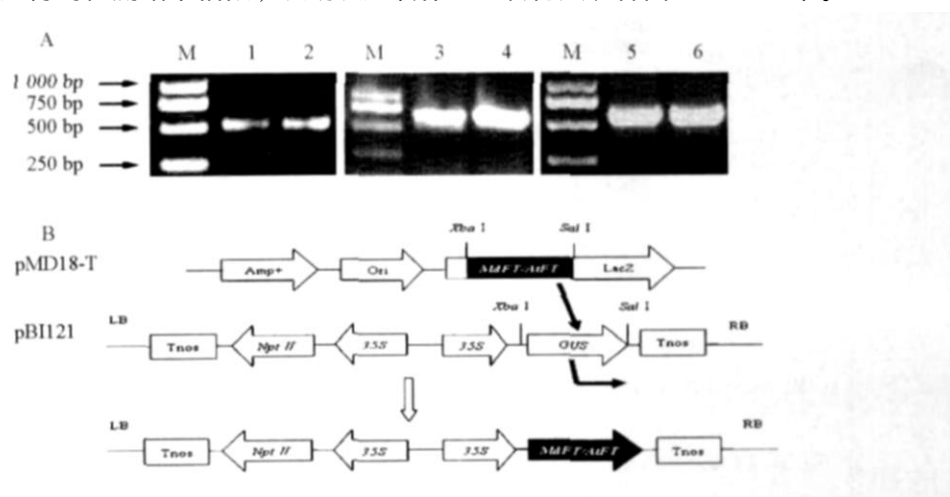 A
M 1 2 M 3 4 M 5 6
1 000 bp
750 bp
500 bp
250 bp
B
Xba I Sal I
pMD18-T Amp+ Ori MdFT-AtFT LacZ
Xba I Sal I
pBI121 LB Tnos Npt II 35S 35S GUS Tnos RB
LB RB
Tnos Npt II 35S 35S MdFT-AtFT Tnos